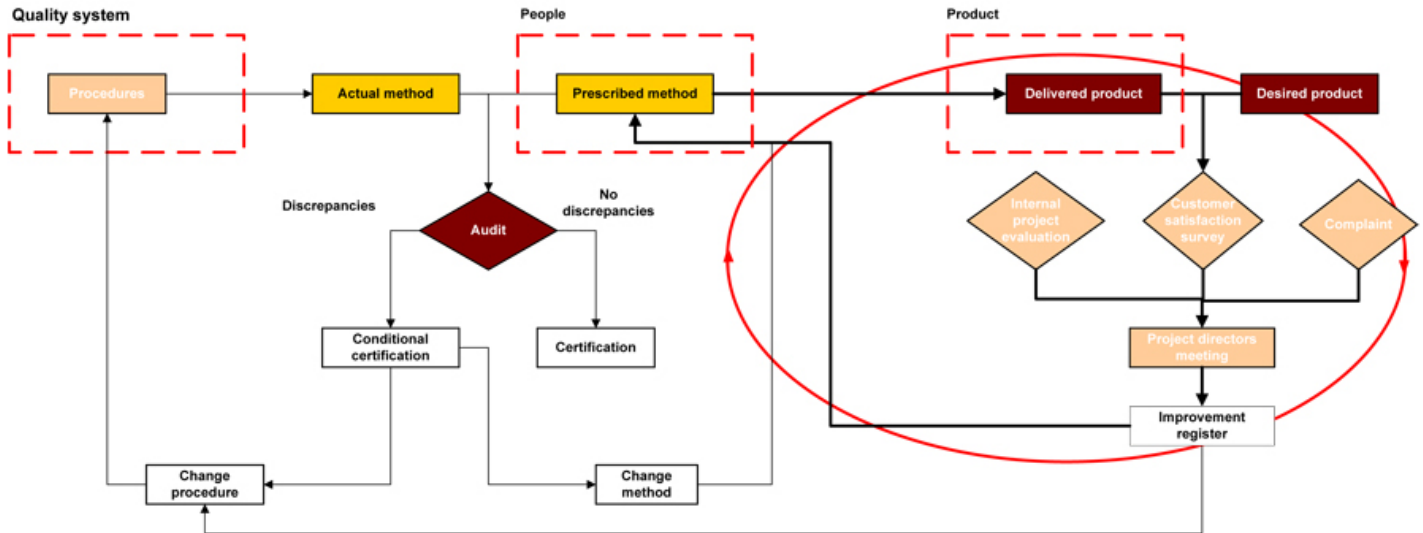 Quality system
People
Product
Procedures
Actual method
Prescribed method
Delivered product
Desired product
Discrepancies
No
discrepancies
Audit
Internal
project
evaluation
Customer
satisfaction
survey
Complaint
Conditional
certification
Certification
Project directors
meeting
Improvement
register
Change
procedure
Change
method